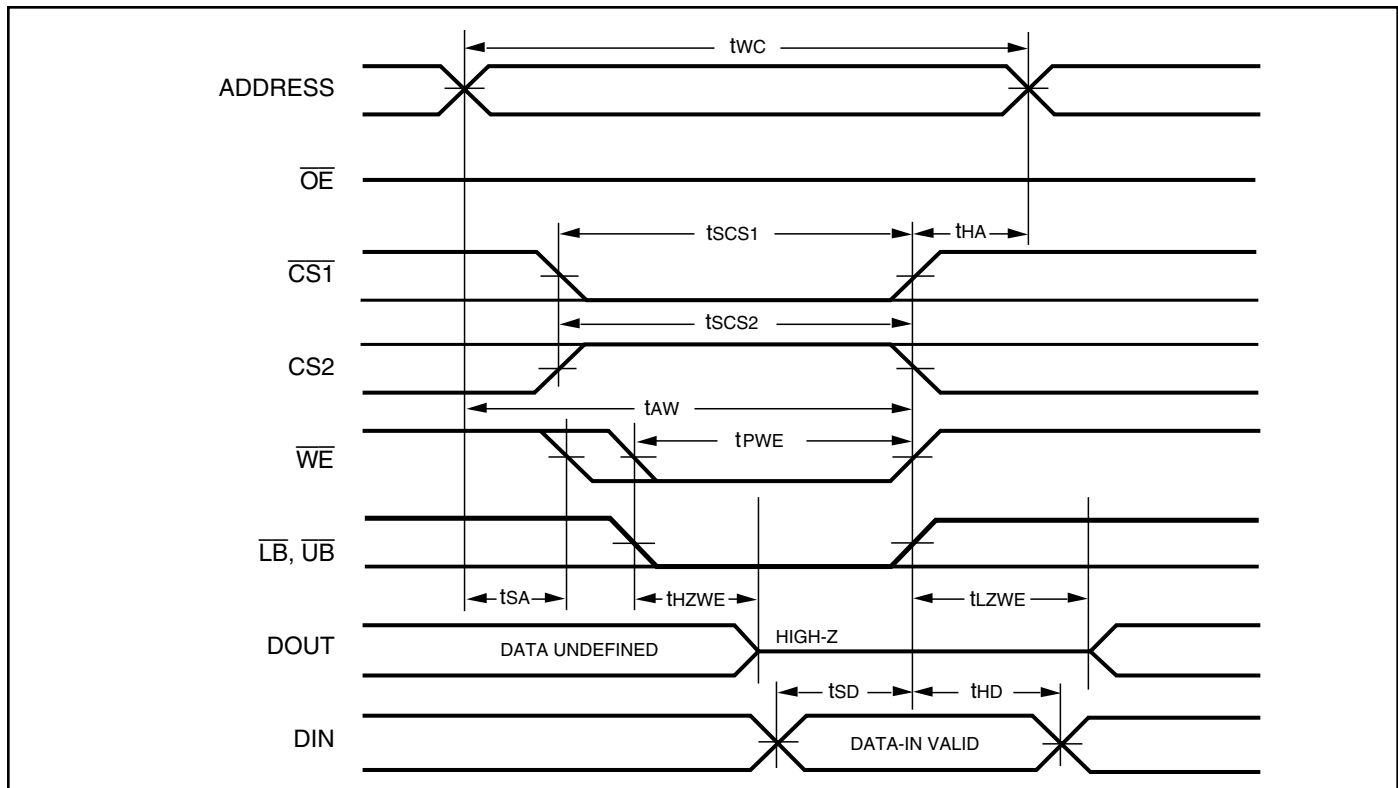 tWC
ADDRESS
OE
tSCS1
tHA
CS1
tSCS2
CS2
tAW
tPWE
WE
LB, UB
tSA
tHZWE
tLZWE
DOUT
DATA UNDEFINED
HIGH-Z
tSD
tHD
DIN
DATA-IN VALID